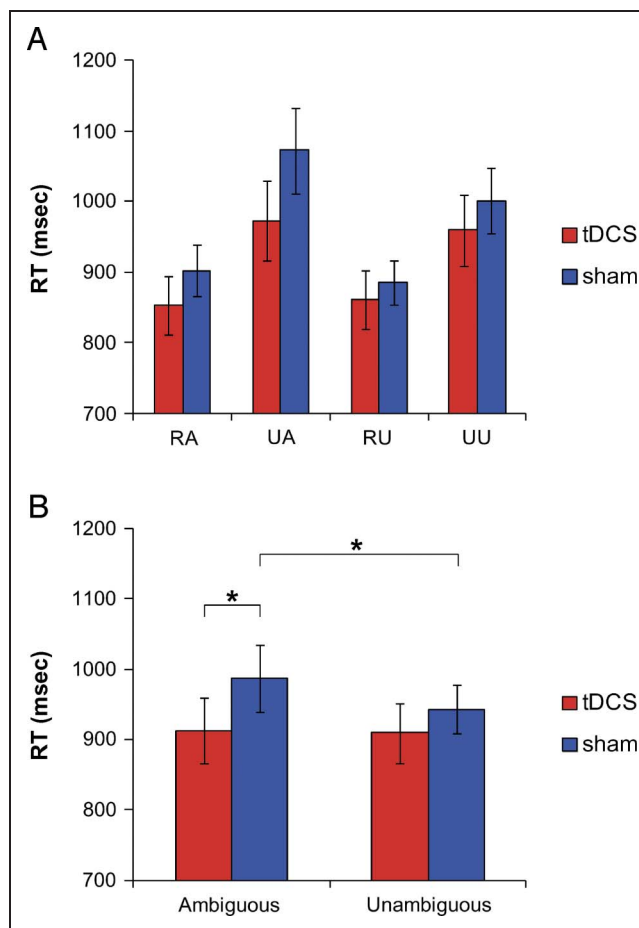 A
1200
1100
1000
900
800
700
RT (msec)
RA UA RU UU
tDCS
sham
B
1200
1100
1000
900
800
700
RT (msec)
*
*
Ambiguous Unambiguous
tDCS
sham